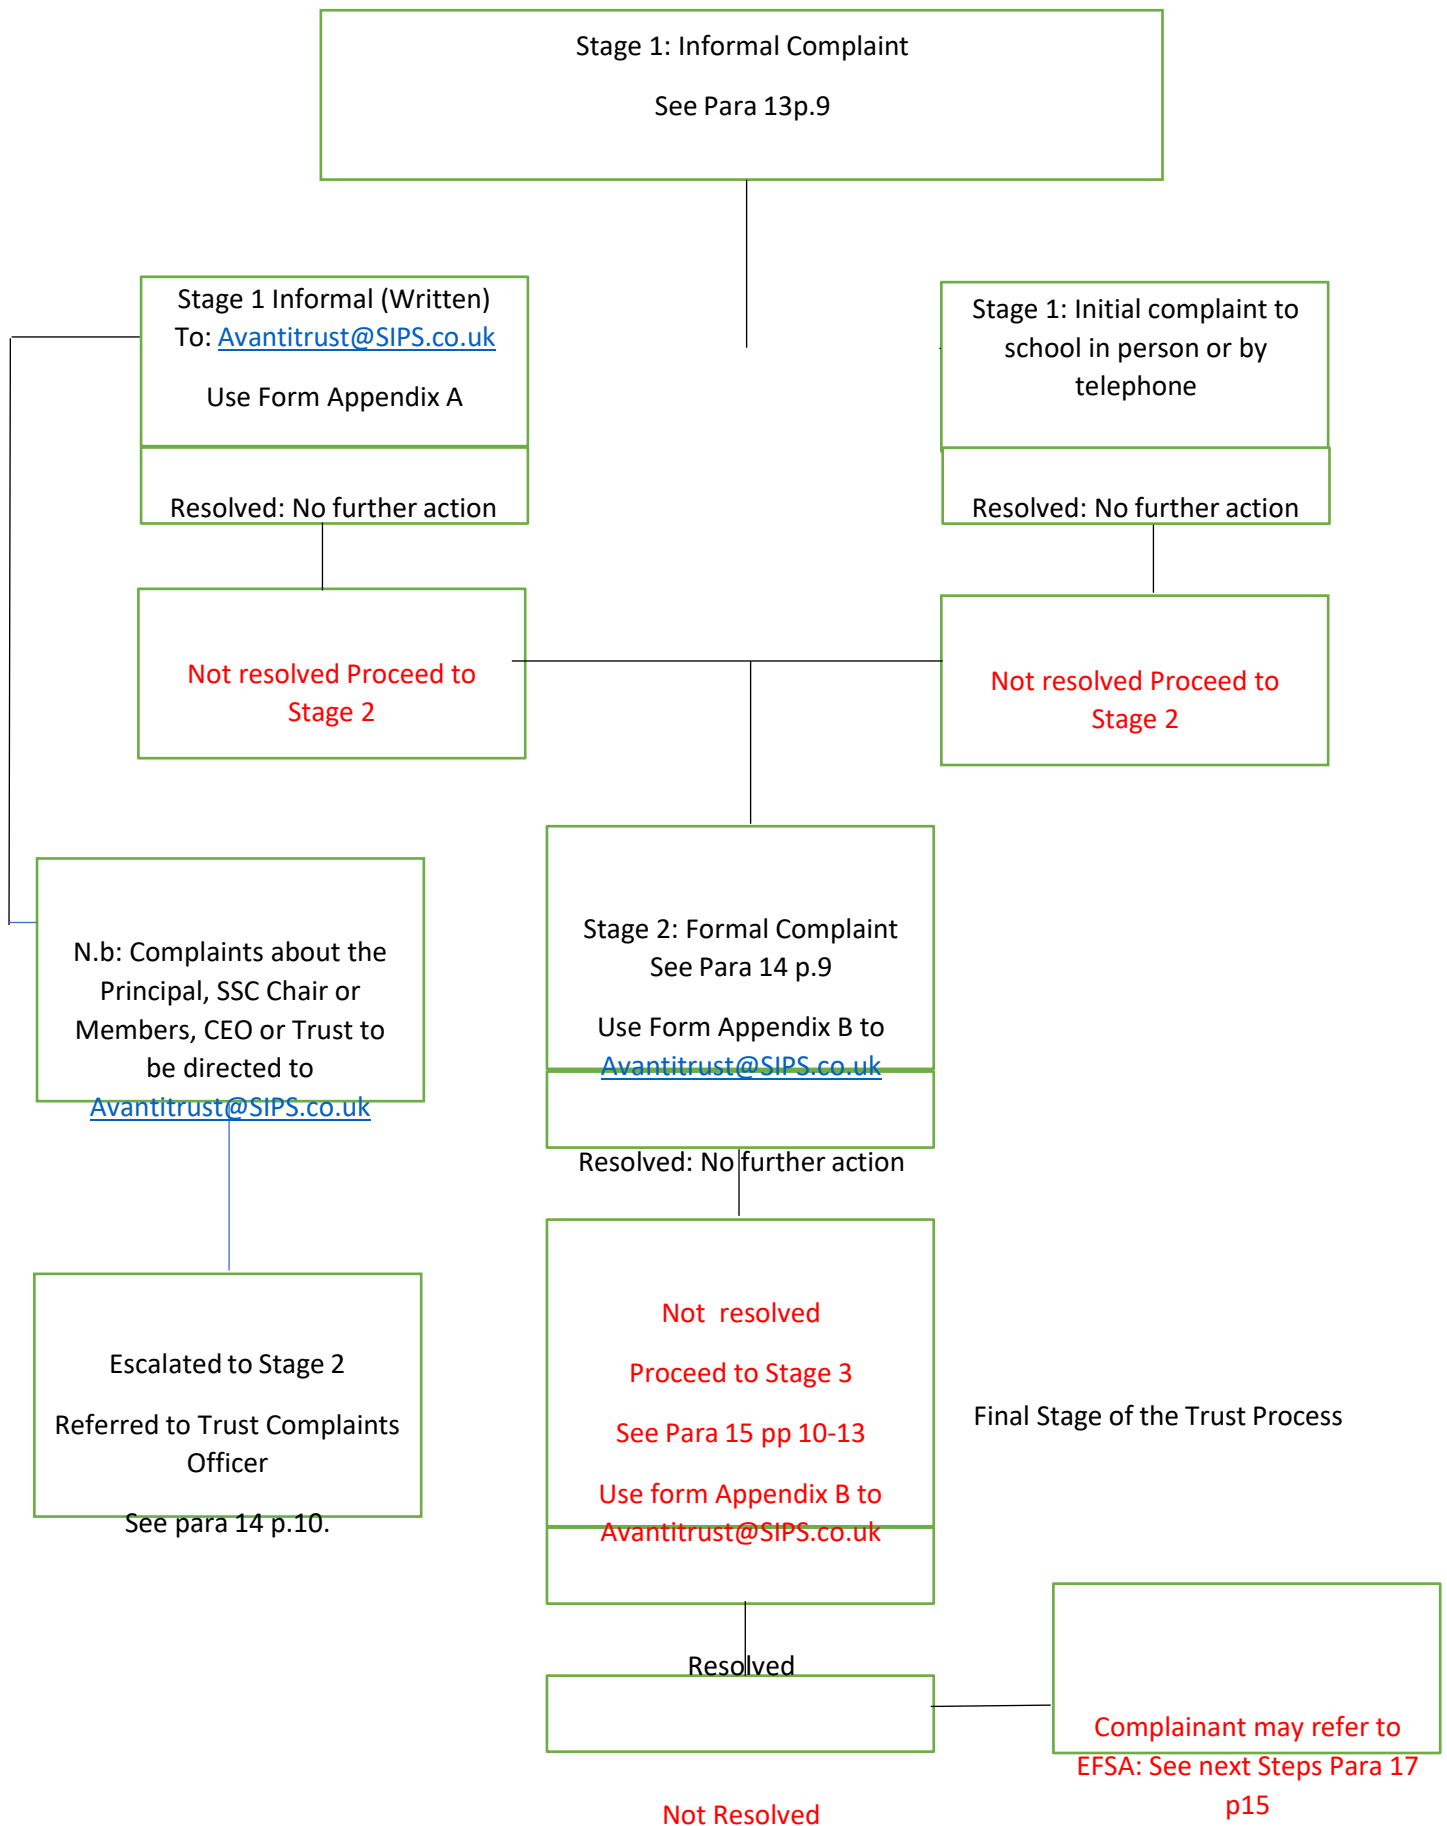 Stage 1: Informal Complaint
See Para 13p.9
Stage 1 Informal (Written)
To: Avantitrust@SIPS.co.uk
Use Form Appendix A
Stage 1: Initial complaint to
school in person or by
telephone
Resolved: No further action
Resolved: No further action
Not resolved Proceed to
Stage 2
Not resolved Proceed to
Stage 2
N.b: Complaints about the
Principal, SSC Chair or
Members, CEO or Trust to
be directed to
Avantitrust@SIPS.co.uk
Stage 2: Formal Complaint
See Para 14 p.9
Use Form Appendix B to
Avantitrust@SIPS.co.uk
Resolved: No further action
Escalated to Stage 2
Referred to Trust Complaints
Officer
See para 14 p.10.
Not resolved
Proceed to Stage 3
See Para 15 pp 10-13
Use form Appendix B to
Avantitrust@SIPS.co.uk
Final Stage of the Trust Process
Resolved
Complainant may refer to
EFSA: See next Steps Para 17
p15
Not Resolved